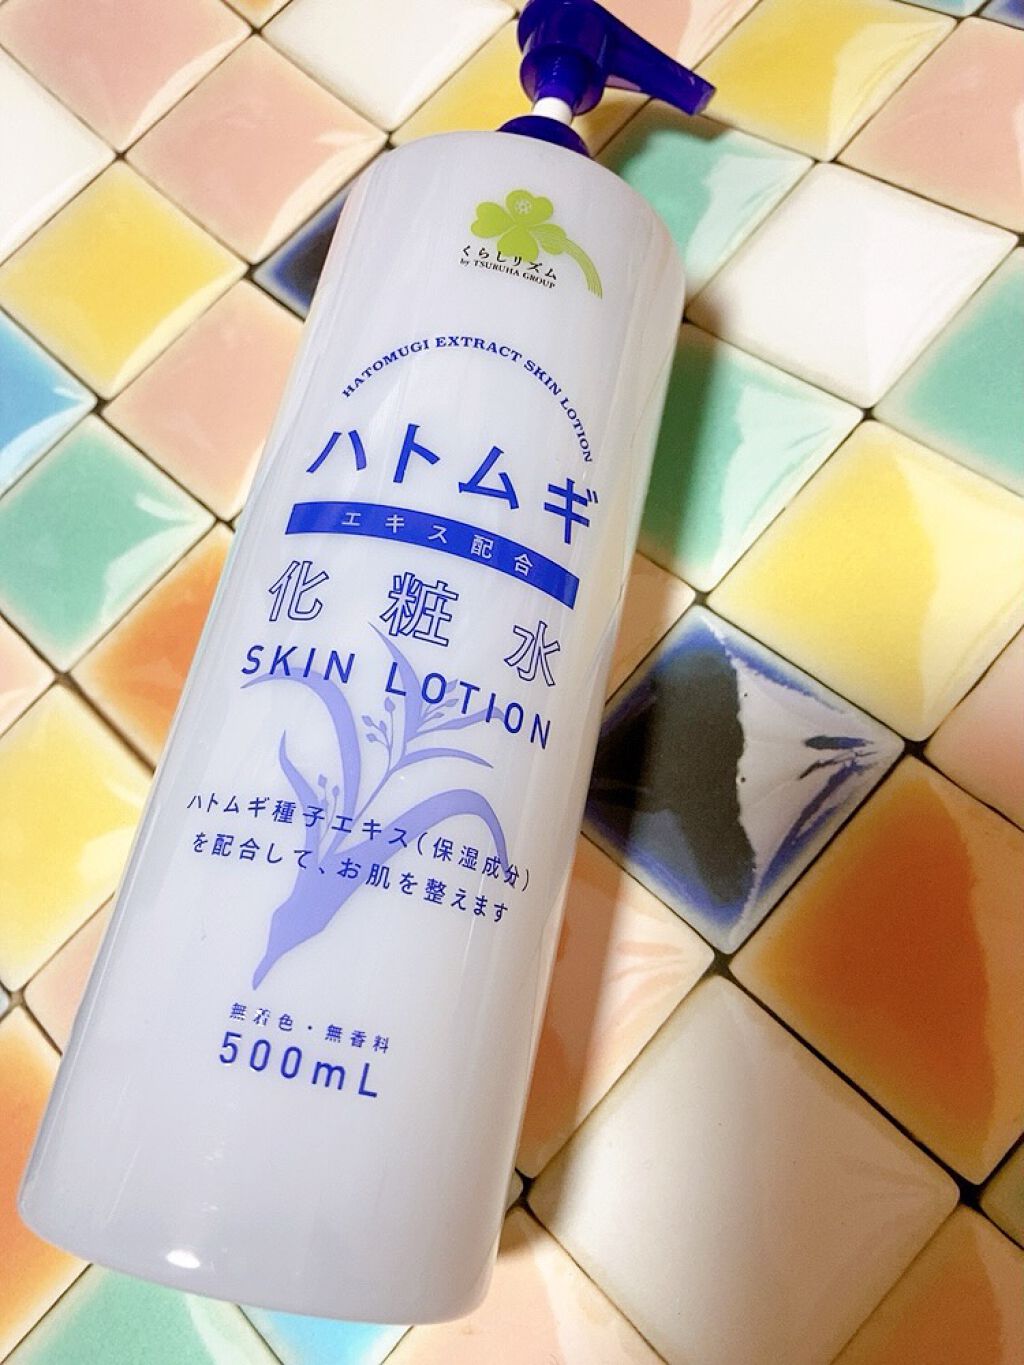 くらしリズム
by TSURUHA GROUP
HATOMUGI EXTRACT SKIN LOTION
ハトムギ
エキス配合
化粧水
SKIN LOTION
ハトムギ種子エキス(保湿成分)
を配合して、お肌を整えます
無着色・無香料
500mL